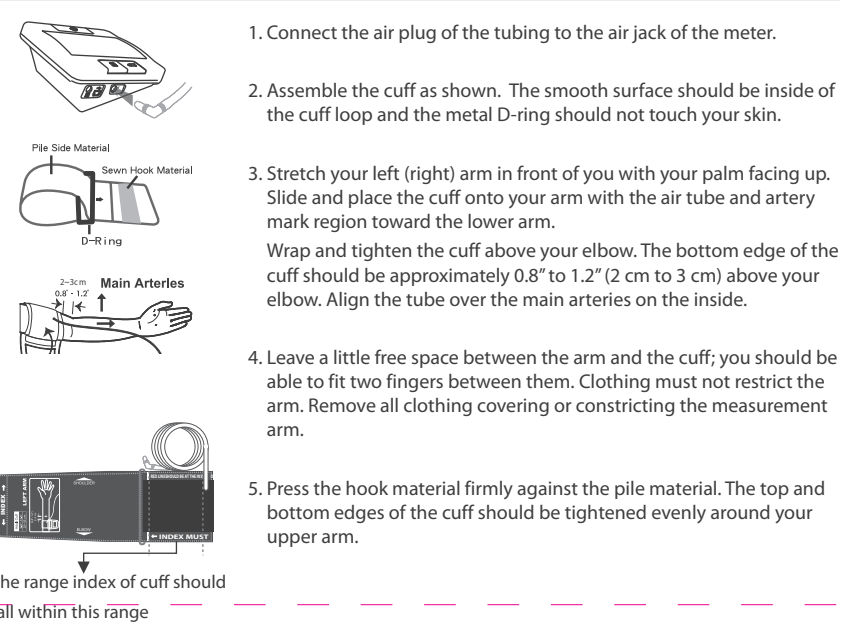 1. Connect the air plug of the tubing to the air jack of the meter.
2. Assemble the cuff as shown.  The smooth surface should be inside of
the cuff loop and the metal D-ring should not touch your skin.
Pile Side Material
Sewn Hook Material
D-Ring
3. Stretch your left (right) arm in front of you with your palm facing up.
Slide and place the cuff onto your arm with the air tube and artery
mark region toward the lower arm.
Wrap and tighten the cuff above your elbow. The bottom edge of the
cuff should be approximately 0.8” to 1.2” (2 cm to 3 cm) above your
elbow. Align the tube over the main arteries on the inside.
2-3cm
0.8" - 1.2"
Main Arterles
4. Leave a little free space between the arm and the cuff; you should be
able to fit two fingers between them. Clothing must not restrict the
arm. Remove all clothing covering or constricting the measurement
arm.
5. Press the hook material firmly against the pile material. The top and
bottom edges of the cuff should be tightened evenly around your
upper arm.
INDEX
LEFT ARM
SHOULDER
ELBOW
INDEX MUST
he range index of cuff should
all within this range